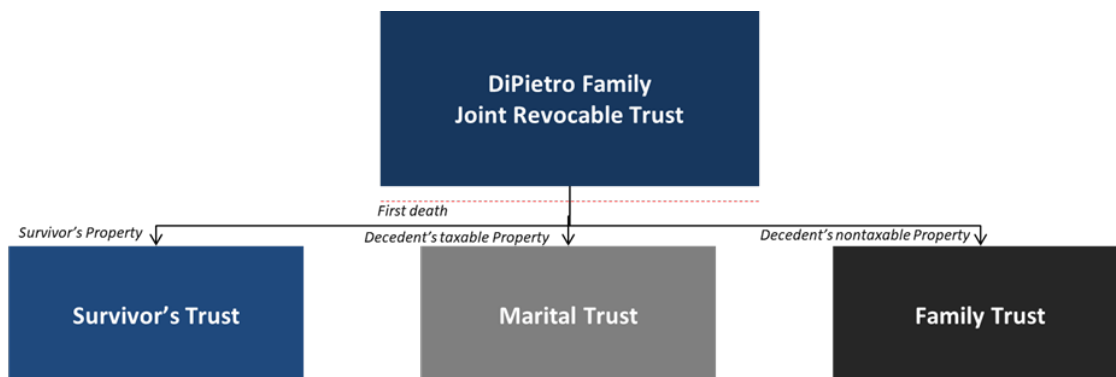 DiPietro Family
Joint Revocable Trust
First death
Survivor's Property
Decedent's taxable Property
Decedent's nontaxable Property
Survivor's Trust
Marital Trust
Family Trust